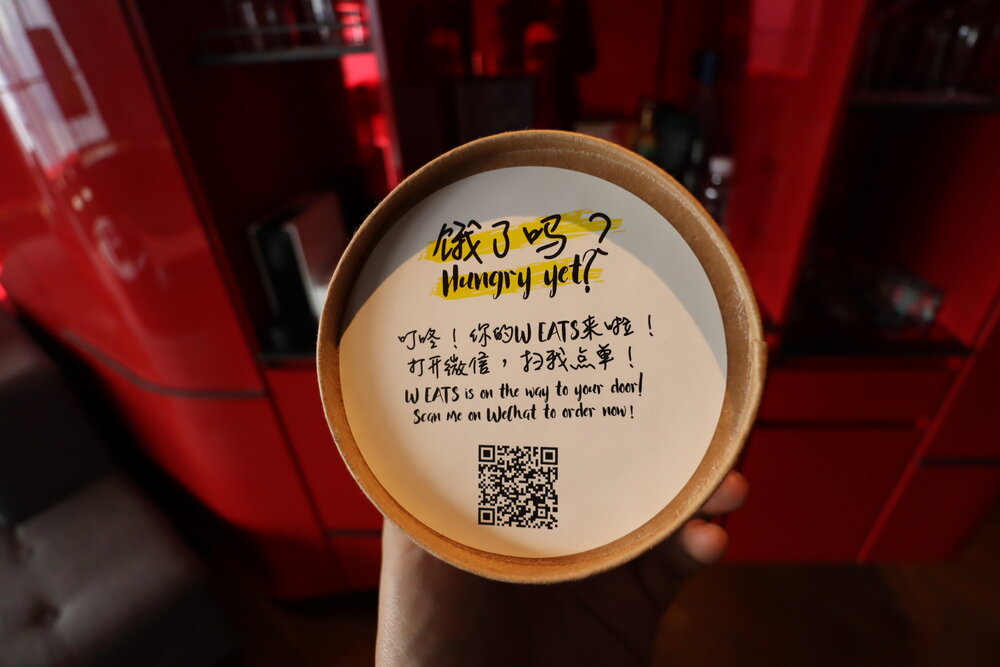 饿了吗？
Hungry yet?
叮咚！你的W EATS来啦！
打开微信，扫我点单！
W EATS is on the way to your door!
Scan me on WeChat to order now!